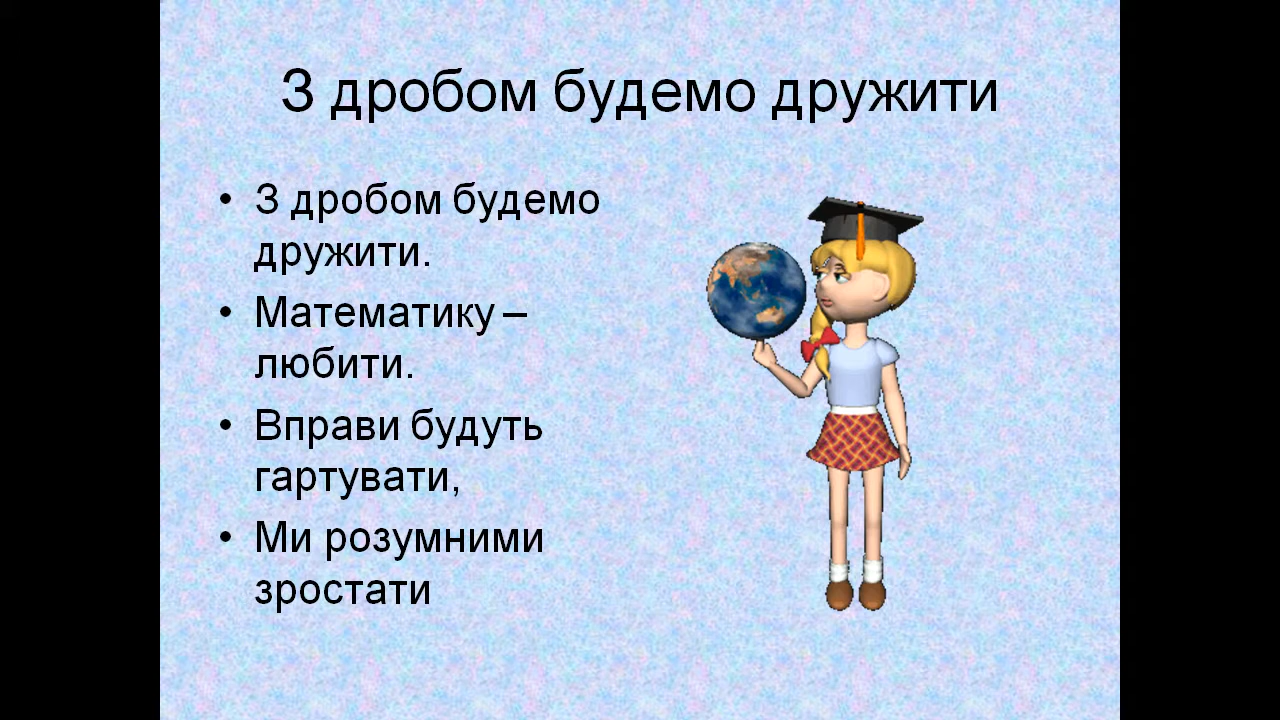 З дробом будемо дружити
• З дробом будемо
дружити.
• Математику –
любити.
• Вправи будуть
гартувати,
• Ми розумними
зростати